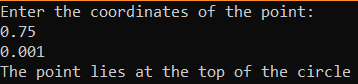 Enter the coordinates of the point:
0.75
0.001
The point lies at the top of the circle